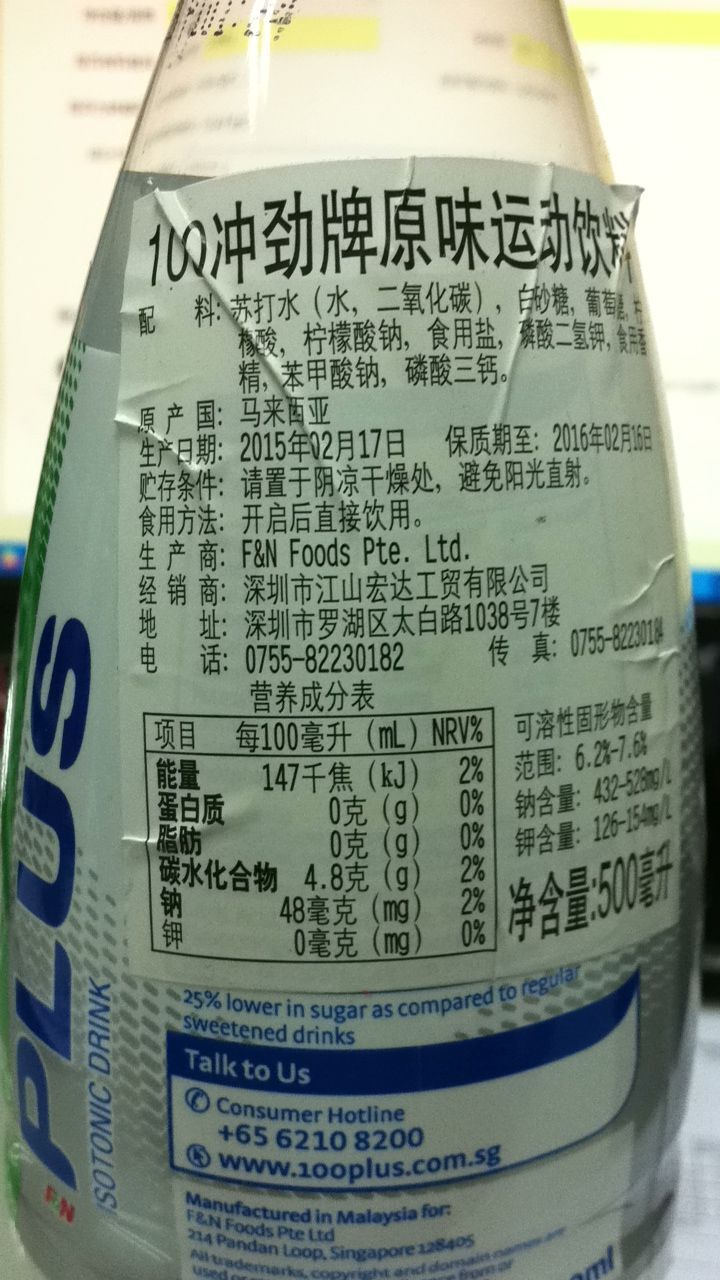 100冲劲牌原味运动饮料
配 料: 苏打水（水, 二氧化碳）, 白砂糖, 葡萄糖, 柠
檬酸, 柠檬酸钠, 食用盐, 磷酸二氢钾, 食用香
精, 苯甲酸钠, 磷酸三钙。
原 产 国: 马来西亚
生产日期: 2015年02月17日 保质期至: 2016年02月16日
贮存条件: 请置于阴凉干燥处, 避免阳光直射。
食用方法: 开启后直接饮用。
生 产 商: F&N Foods Pte. Ltd.
经 销 商: 深圳市江山宏达工贸有限公司
地 址: 深圳市罗湖区太白路1038号7楼
电 话: 0755-82230182 传 真: 0755-82230184
营养成分表
项目 每100毫升（mL）NRV%
能量 147千焦（kJ） 2%
蛋白质 0克（g） 0%
脂肪 0克（g） 0%
碳水化合物 4.8克（g） 2%
钠 48毫克（mg） 2%
钾 0毫克（mg） 0%
可溶性固形物含量
范围: 6.2%-7.6%
钠含量: 432-528mg/L
钾含量: 126-154mg/L
净含量:500毫升
PLUS
ISOTONIC DRINK
F&N
25% lower in sugar as compared to regular
sweetened drinks
Talk to Us
Consumer Hotline
+65 6210 8200
www.100plus.com.sg
Manufactured in Malaysia for:
F&N Foods Pte Ltd
214 Pandan Loop, Singapore 128405
All trademarks, copyright and domain names are
used or
ml